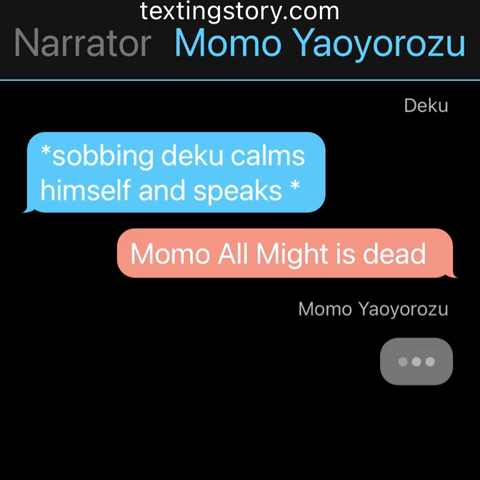 textingstory.com
Narrator Momo Yaoyorozu
Deku
*sobbing deku calms
himself and speaks *
Momo All Might is dead
Momo Yaoyorozu